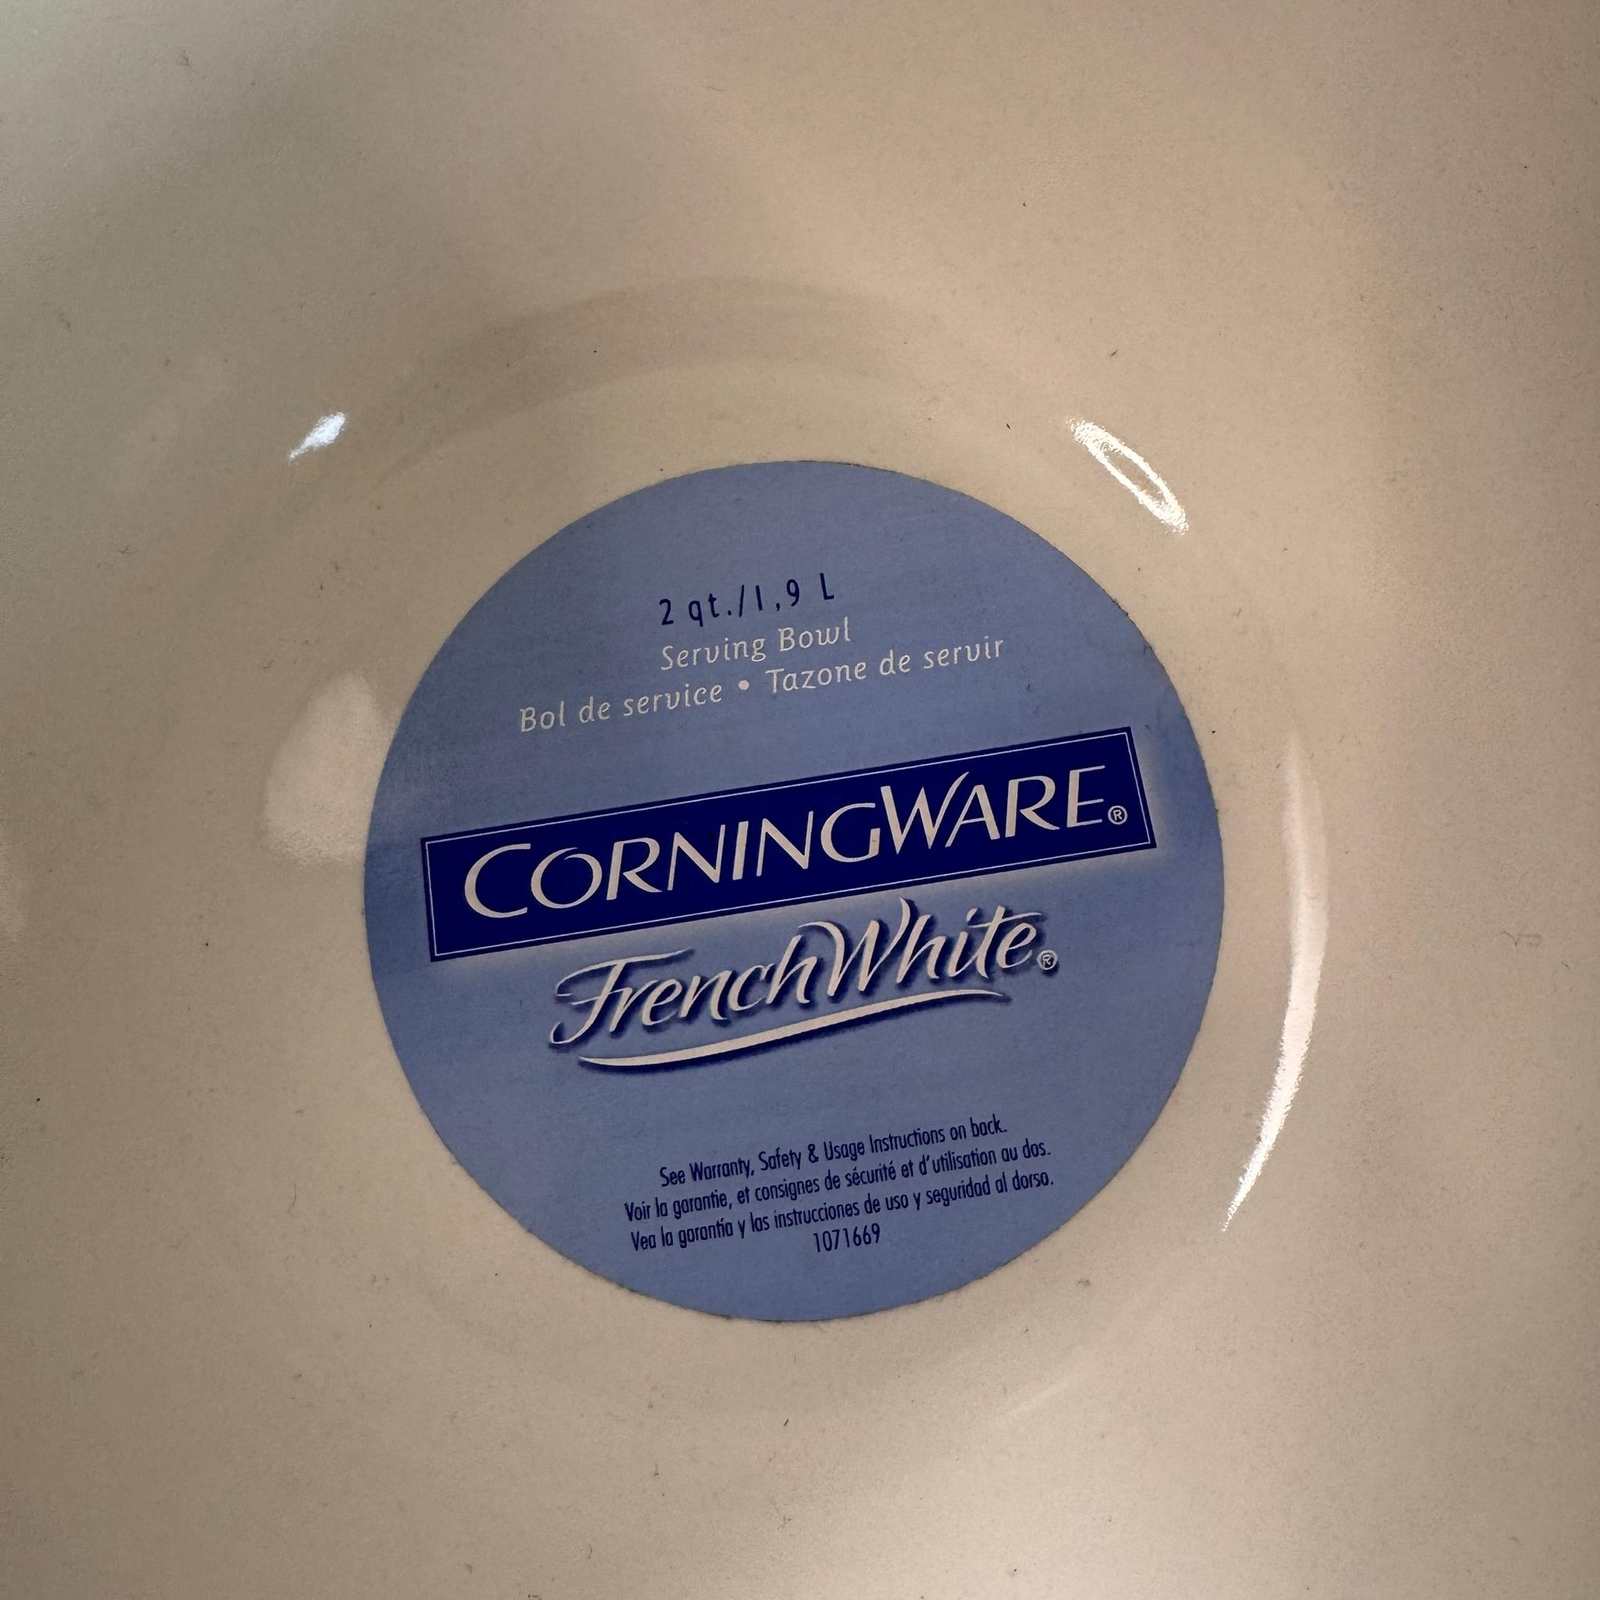 2 qt./1,9 L
Serving Bowl
Bol de service • Tazone de servir
CORNINGWARE®
French White®
See Warranty, Safety & Usage Instructions on back.
Voir la garantie, et consignes de sécurité et d'utilisation au dos.
Vea la garantía y las instrucciones de uso y seguridad al dorso.
1071669